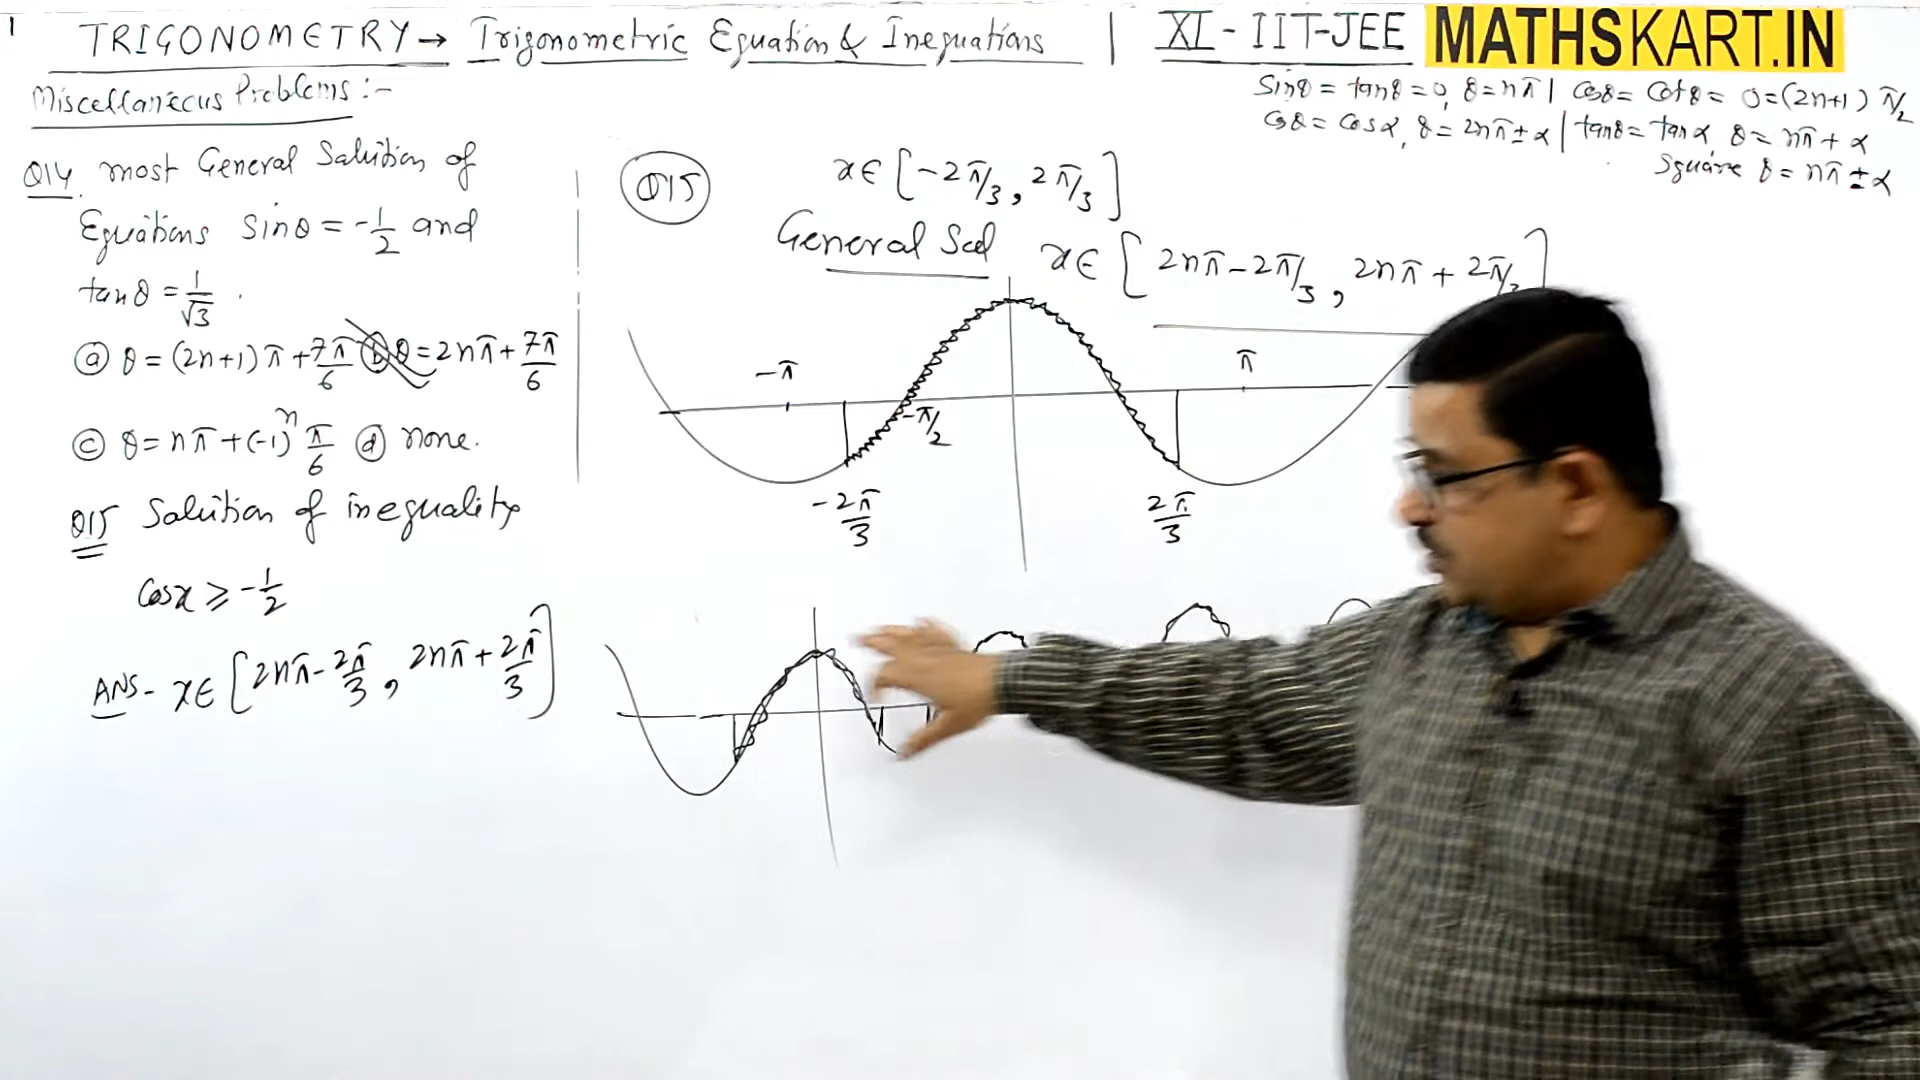 1
TRIGONOMETRY → Trigonometric Equation & Inequations | XI - IIT-JEE MATHSKART.IN
Miscellaneous Problems :-
sinθ = tanθ = 0, θ = nπ | cosθ = cotθ = 0 = (2n+1) π/2
cosθ = cosα, θ = 2nπ ± α | tanθ = tanα, θ = nπ + α
square θ = nπ ± α
Q14. most General Solution of
Equations sinθ = -1/2 and
tanθ = 1/√3 .
(a) θ = (2n+1)π + 7π/6 (b) θ = 2nπ + 7π/6
(c) θ = nπ + (-1)^n π/6 (d) none.
Q15 Solution of inequality
Cosx ≥ -1/2
ANS - x ∈ [2nπ - 2π/3, 2nπ + 2π/3]
Q15 x ∈ [-2π/3, 2π/3]
General Sol x ∈ [2nπ - 2π/3, 2nπ + 2π/3]
-π
π
-π/2
-2π/3
2π/3